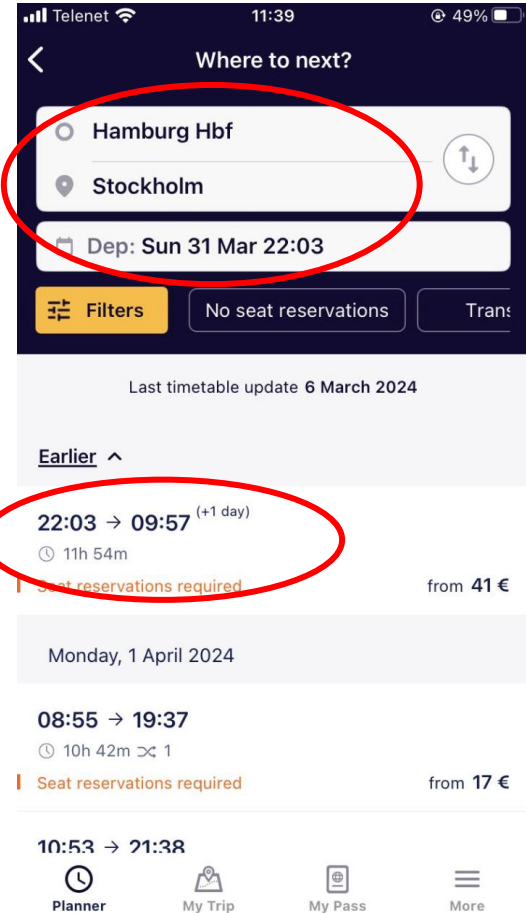 Telenet 11:39 49%
Where to next?
Hamburg Hbf
Stockholm
Dep: Sun 31 Mar 22:03
Filters No seat reservations Trans
Last timetable update 6 March 2024
Earlier
22:03 → 09:57 (+1 day)
11h 54m
Seat reservations required from 41 €
Monday, 1 April 2024
08:55 → 19:37
10h 42m 1
Seat reservations required from 17 €
10:53 → 21:38
Planner My Trip My Pass More